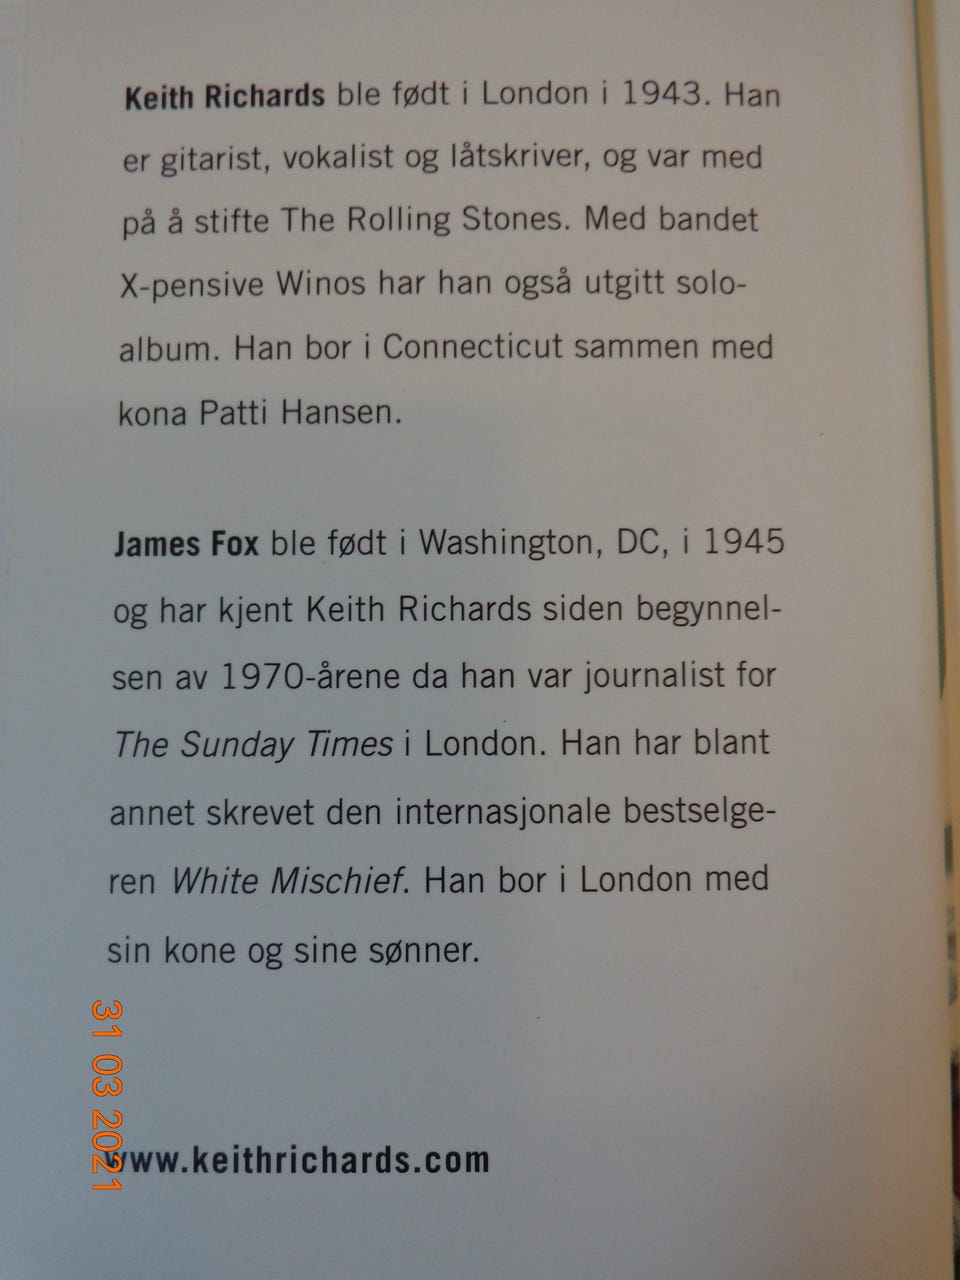 Keith Richards ble født i London i 1943. Han
er gitarist, vokalist og låtskriver, og var med
på å stifte The Rolling Stones. Med bandet
X-pensive Winos har han også utgitt solo-
album. Han bor i Connecticut sammen med
kona Patti Hansen.
James Fox ble født i Washington, DC, i 1945
og har kjent Keith Richards siden begynnel-
sen av 1970-årene da han var journalist for
The Sunday Times i London. Han har blant
annet skrevet den internasjonale bestselge-
ren White Mischief. Han bor i London med
sin kone og sine sønner.
www.keithrichards.com
31 03 2021